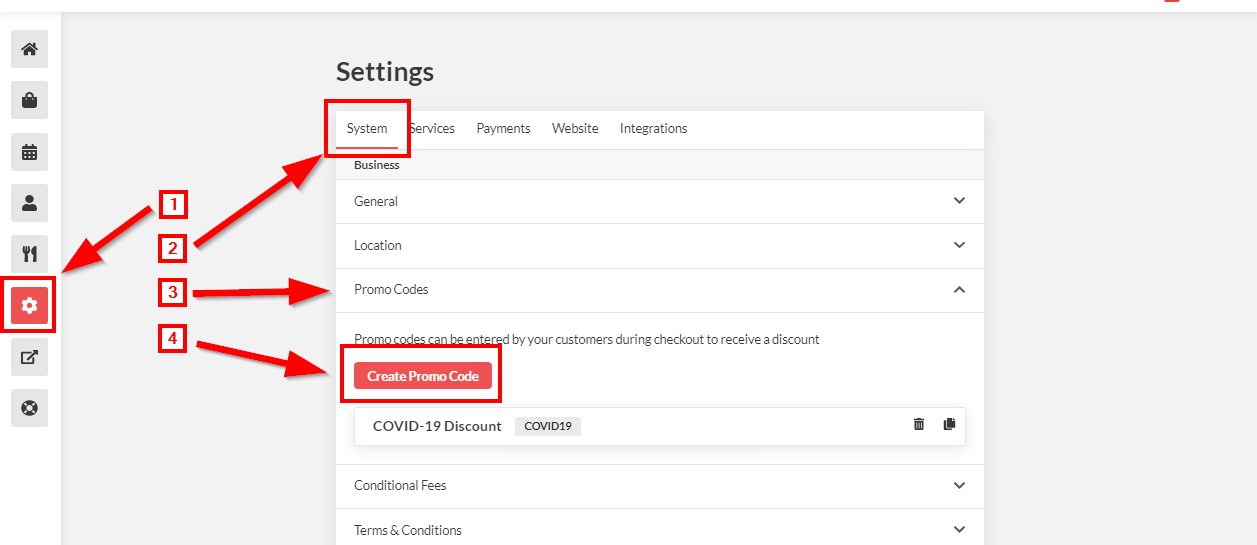 Settings
System Services Payments Website Integrations
Business
General
1
2
Location
3
Promo Codes
4
Promo codes can be entered by your customers during checkout to receive a discount
Create Promo Code
COVID-19 Discount COVID19
Conditional Fees
Terms & Conditions